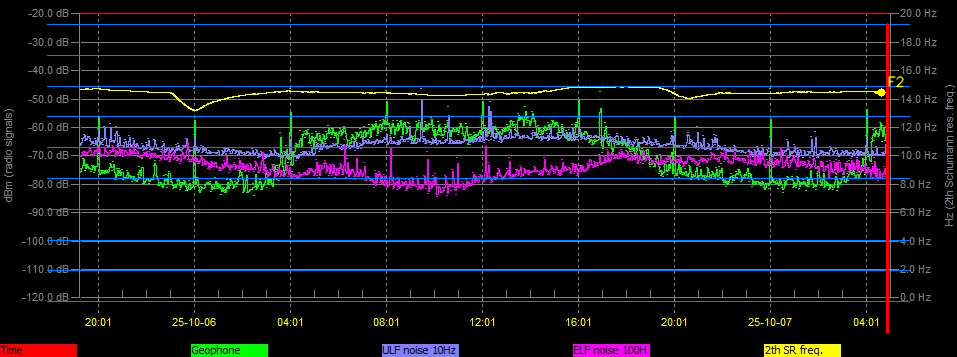 -20.0 dB 20.0 Hz
-30.0 dB 18.0 Hz
-40.0 dB 16.0 Hz
F2
-50.0 dB 14.0 Hz
-60.0 dB 12.0 Hz
-70.0 dB 10.0 Hz
-80.0 dB 8.0 Hz
-90.0 dB 6.0 Hz
-100.0 dB 4.0 Hz
-110.0 dB 2.0 Hz
-120.0 dB 0.0 Hz
dBm (radio signals)
Hz (2th Schumann res. freq.)
20:01 25-10-06 04:01 08:01 12:01 16:01 20:01 25-10-07 04:01
Time Geophone ULF noise 10Hz ELF noise 100H 2th SR freq.